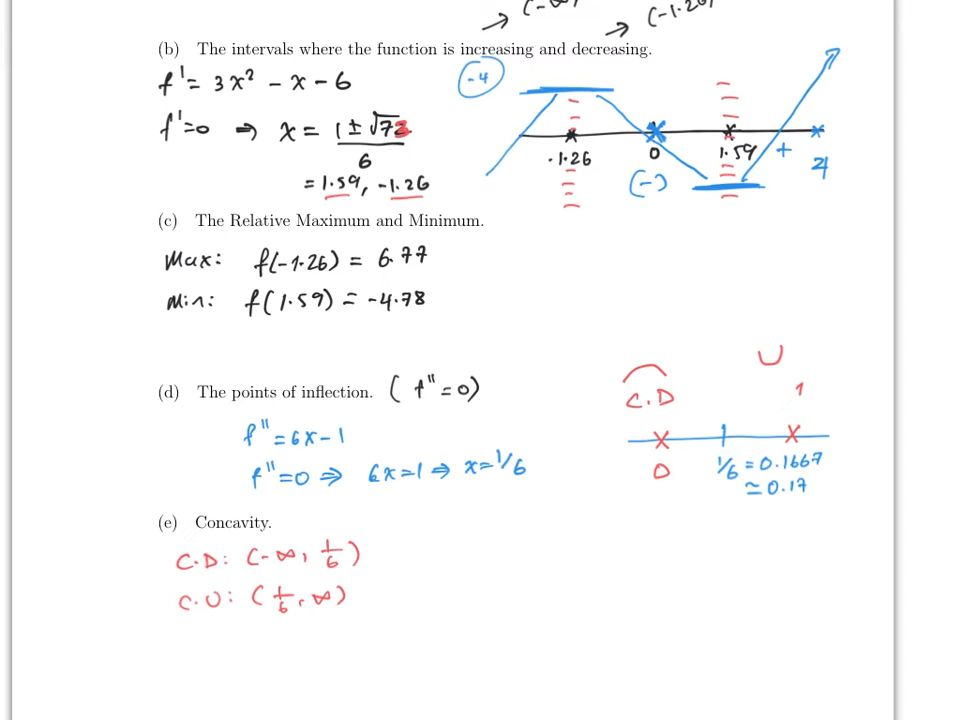 → (-∞, → (-1.26,
(b) The intervals where the function is increasing and decreasing.
f' = 3x² - x - 6
f'=0 ⇒ x = (1 ± √73)/6
= 1.59, -1.26
-4
-1.26 0 1.59 + 4
(-)
(c) The Relative Maximum and Minimum.
Max: f(-1.26) = 6.77
Min: f(1.59) = -4.78
(d) The points of inflection. (f''=0)
f'' = 6x - 1
f''=0 ⇒ 6x=1 ⇒ x=1/6
C.D U
1
0 1/6 = 0.1667
≃ 0.17
(e) Concavity.
C.D: (-∞, 1/6)
C.U: (1/6, ∞)